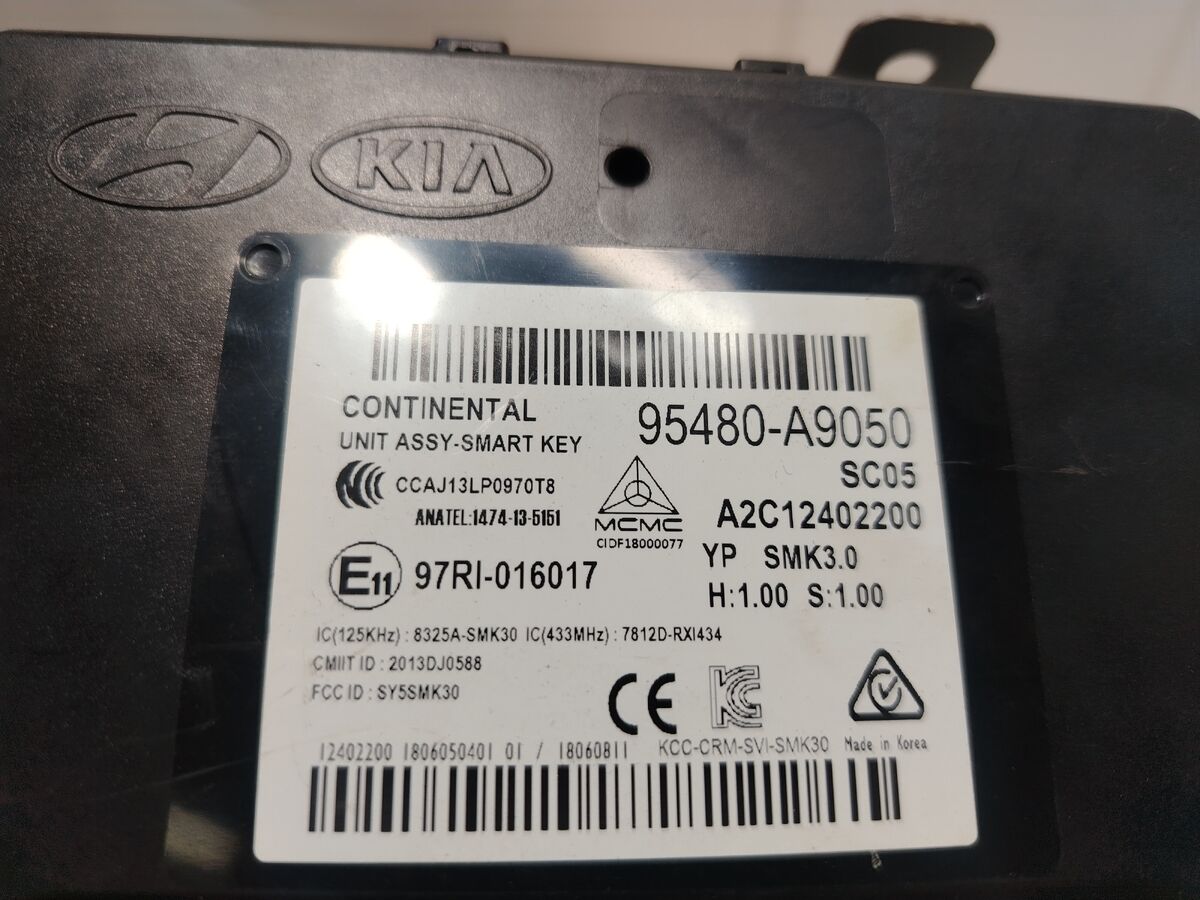 KIA
CONTINENTAL
95480-A9050
UNIT ASSY-SMART KEY
SC05
CCAJ13LP0970T8
ANATEL:1474-13-5151
MCMC
CIDF18000077
A2C12402200
YP SMK3.0
H:1.00 S:1.00
E11 97RI-016017
IC(125KHz) : 8325A-SMK30 IC(433MHz) : 7812D-RXI434
CMIIT ID : 2013DJ0588
FCC ID : SY5SMK30
CE
12402200 1806050401 01 / 18060811 KCC-CRM-SVI-SMK30 Made in Korea